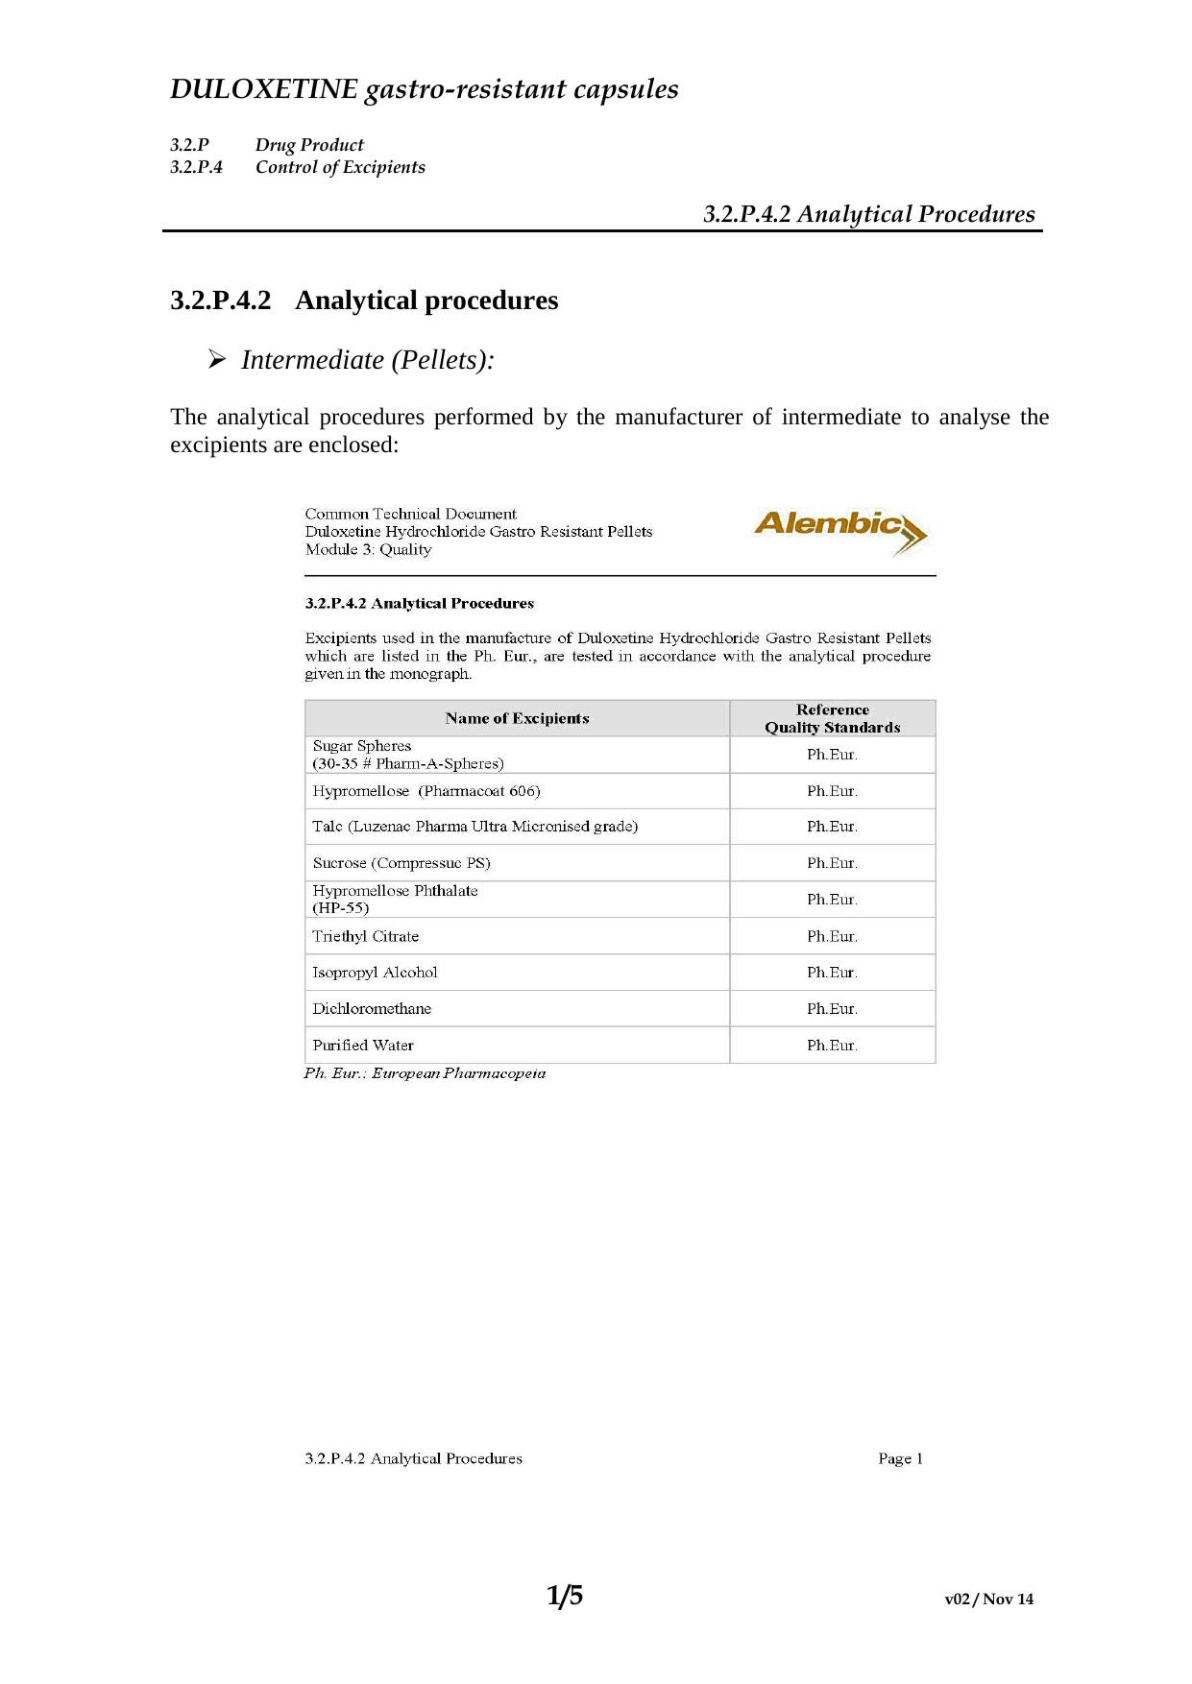 DULOXETINE gastro-resistant capsules
3.2.P Drug Product
3.2.P.4 Control of Excipients
3.2.P.4.2 Analytical Procedures
3.2.P.4.2 Analytical procedures
➢ Intermediate (Pellets):
The analytical procedures performed by the manufacturer of intermediate to analyse the
excipients are enclosed:
Common Technical Document
Duloxetine Hydrochloride Gastro Resistant Pellets
Module 3: Quality
Alembic
3.2.P.4.2 Analytical Procedures
Excipients used in the manufacture of Duloxetine Hydrochloride Gastro Resistant Pellets
which are listed in the Ph. Eur., are tested in accordance with the analytical procedure
given in the monograph.
Name of Excipients Reference
Quality Standards
Sugar Spheres
(30-35 # Pharm-A-Spheres) Ph.Eur.
Hypromellose (Pharmacoat 606) Ph.Eur.
Talc (Luzenac Pharma Ultra Micronised grade) Ph.Eur.
Sucrose (Compressuc PS) Ph.Eur.
Hypromellose Phthalate
(HP-55) Ph.Eur.
Triethyl Citrate Ph.Eur.
Isopropyl Alcohol Ph.Eur.
Dichloromethane Ph.Eur.
Purified Water Ph.Eur.
Ph. Eur.: European Pharmacopeia
3.2.P.4.2 Analytical Procedures Page 1
1/5 v02 / Nov 14